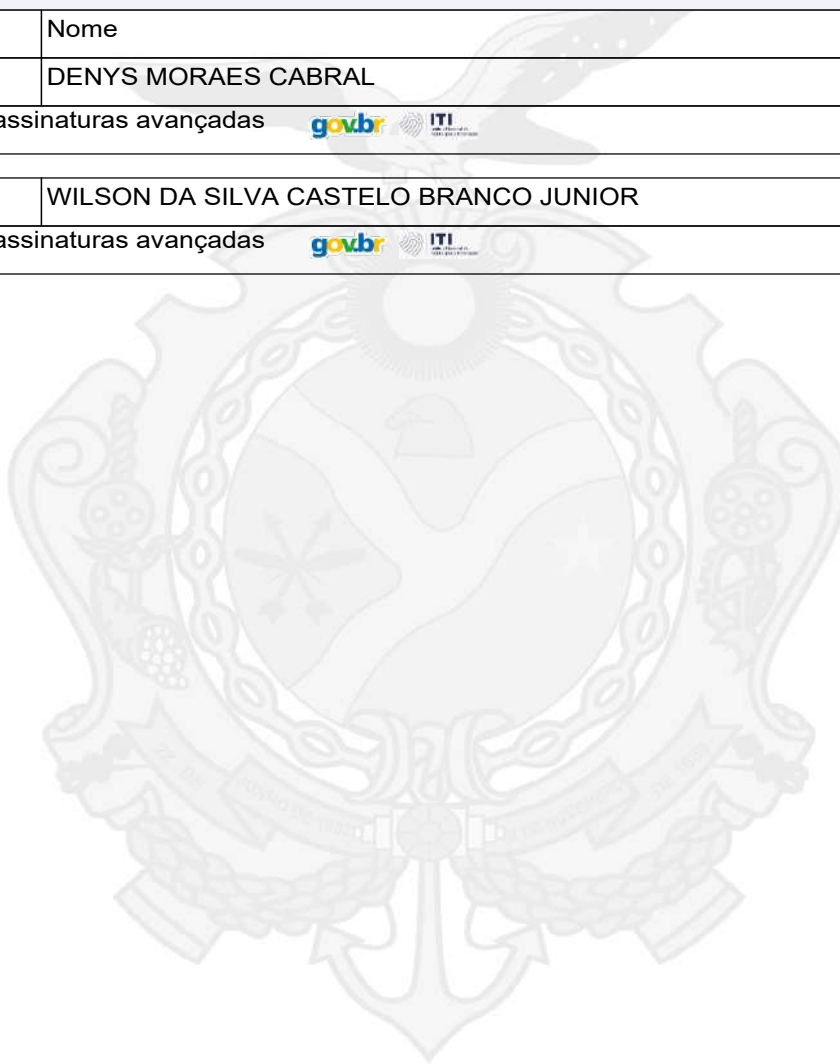 Nome
DENYS MORAES CABRAL
assinaturas avançadas gov.br ITI
WILSON DA SILVA CASTELO BRANCO JUNIOR
assinaturas avançadas gov.br ITI